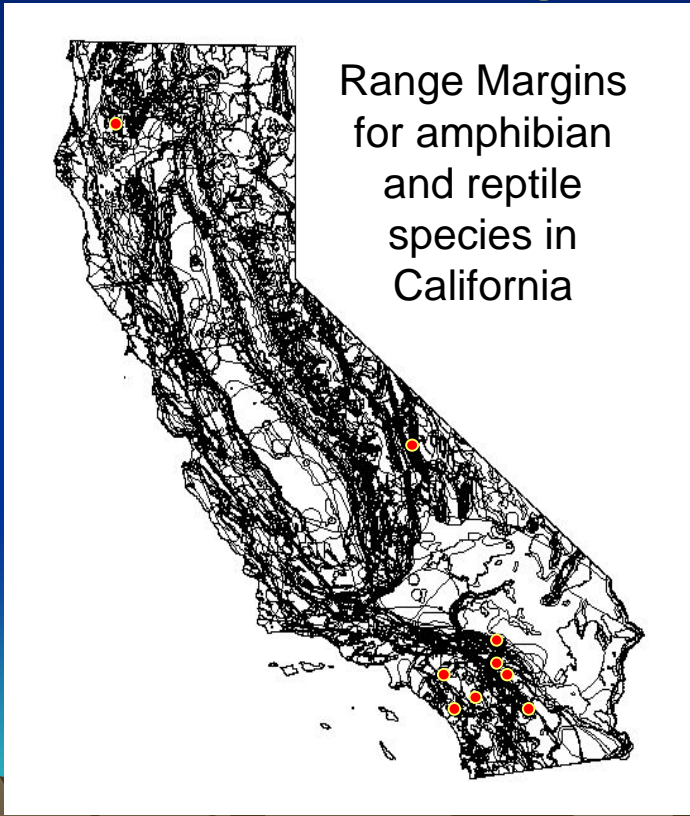 Range Margins
for amphibian
and reptile
species in
California